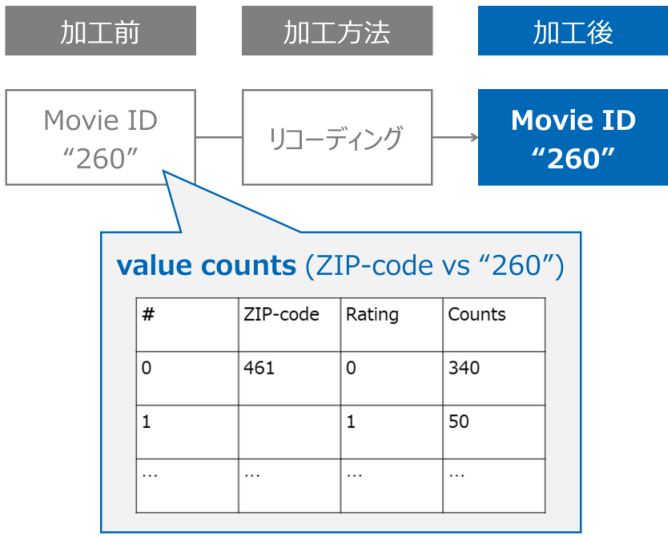 加工前 加工方法 加工後
Movie ID
“260”
リコーディング
Movie ID
“260”
value counts (ZIP-code vs “260”)
# ZIP-code Rating Counts
0 461 0 340
1 1 50
... ... ... ...